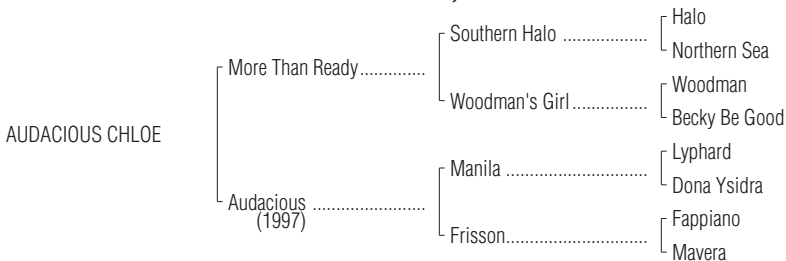 Halo
Southern Halo ..................
Northern Sea
More Than Ready..............
Woodman
Woodman's Girl................
Becky Be Good
AUDACIOUS CHLOE
Lyphard
Manila ..............................
Dona Ysidra
Audacious ........................
(1997)
Fappiano
Frisson..............................
Mavera